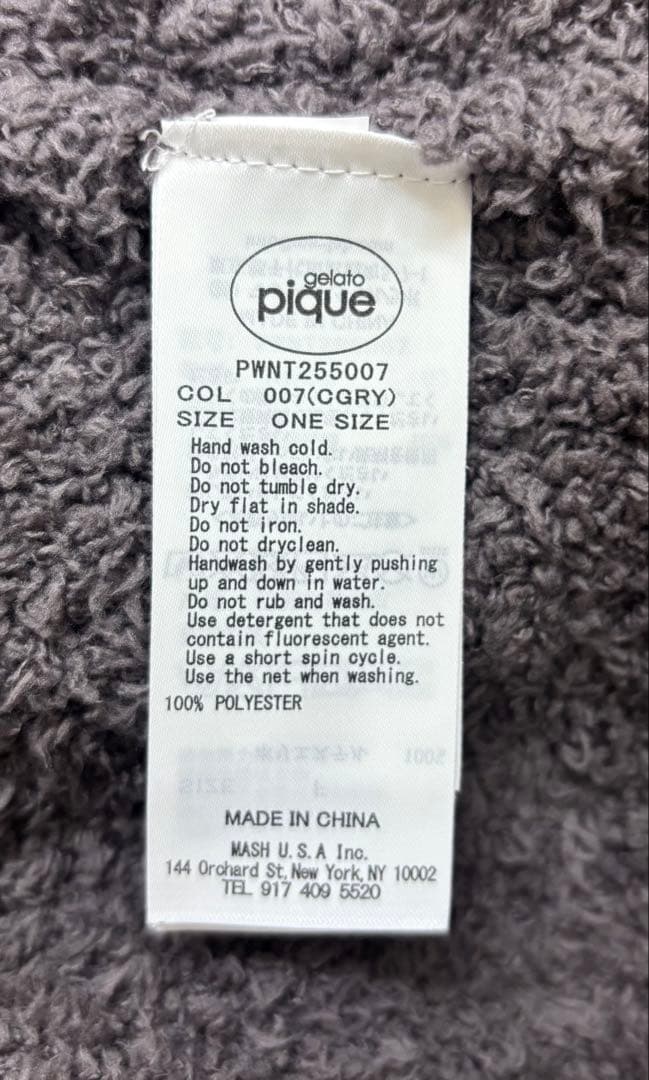 gelato
pique
PWNT255007
COL 007(CGRY)
SIZE ONE SIZE
Hand wash cold.
Do not bleach.
Do not tumble dry.
Dry flat in shade.
Do not iron.
Do not dryclean.
Handwash by gently pushing
up and down in water.
Do not rub and wash.
Use detergent that does not
contain fluorescent agent.
Use a short spin cycle.
Use the net when washing.
100% POLYESTER
MADE IN CHINA
MASH U.S.A Inc.
144 Orchard St, New York, NY 10002
TEL 917 409 5520